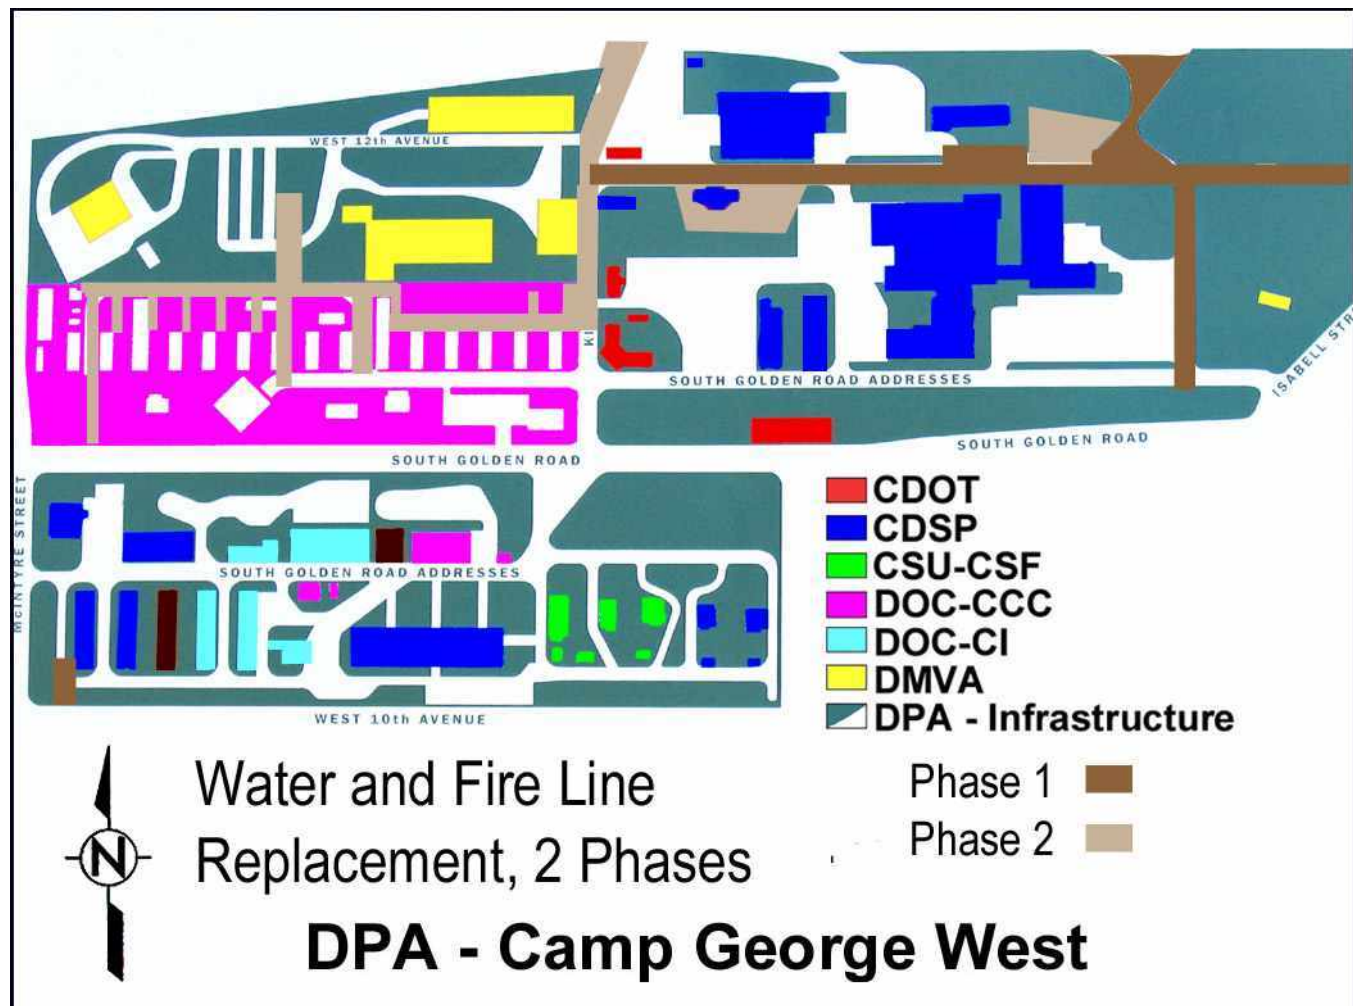 WEST 12th AVENUE
KI
SOUTH GOLDEN ROAD ADDRESSES
ISABELL STRE
SOUTH GOLDEN ROAD
SOUTH GOLDEN ROAD
McINTYRE STREET
SOUTH GOLDEN ROAD ADDRESSES
WEST 10th AVENUE
CDOT
CDSP
CSU-CSF
DOC-CCC
DOC-CI
DMVA
DPA - Infrastructure
Phase 1
Phase 2
N
Water and Fire Line
Replacement, 2 Phases
DPA - Camp George West